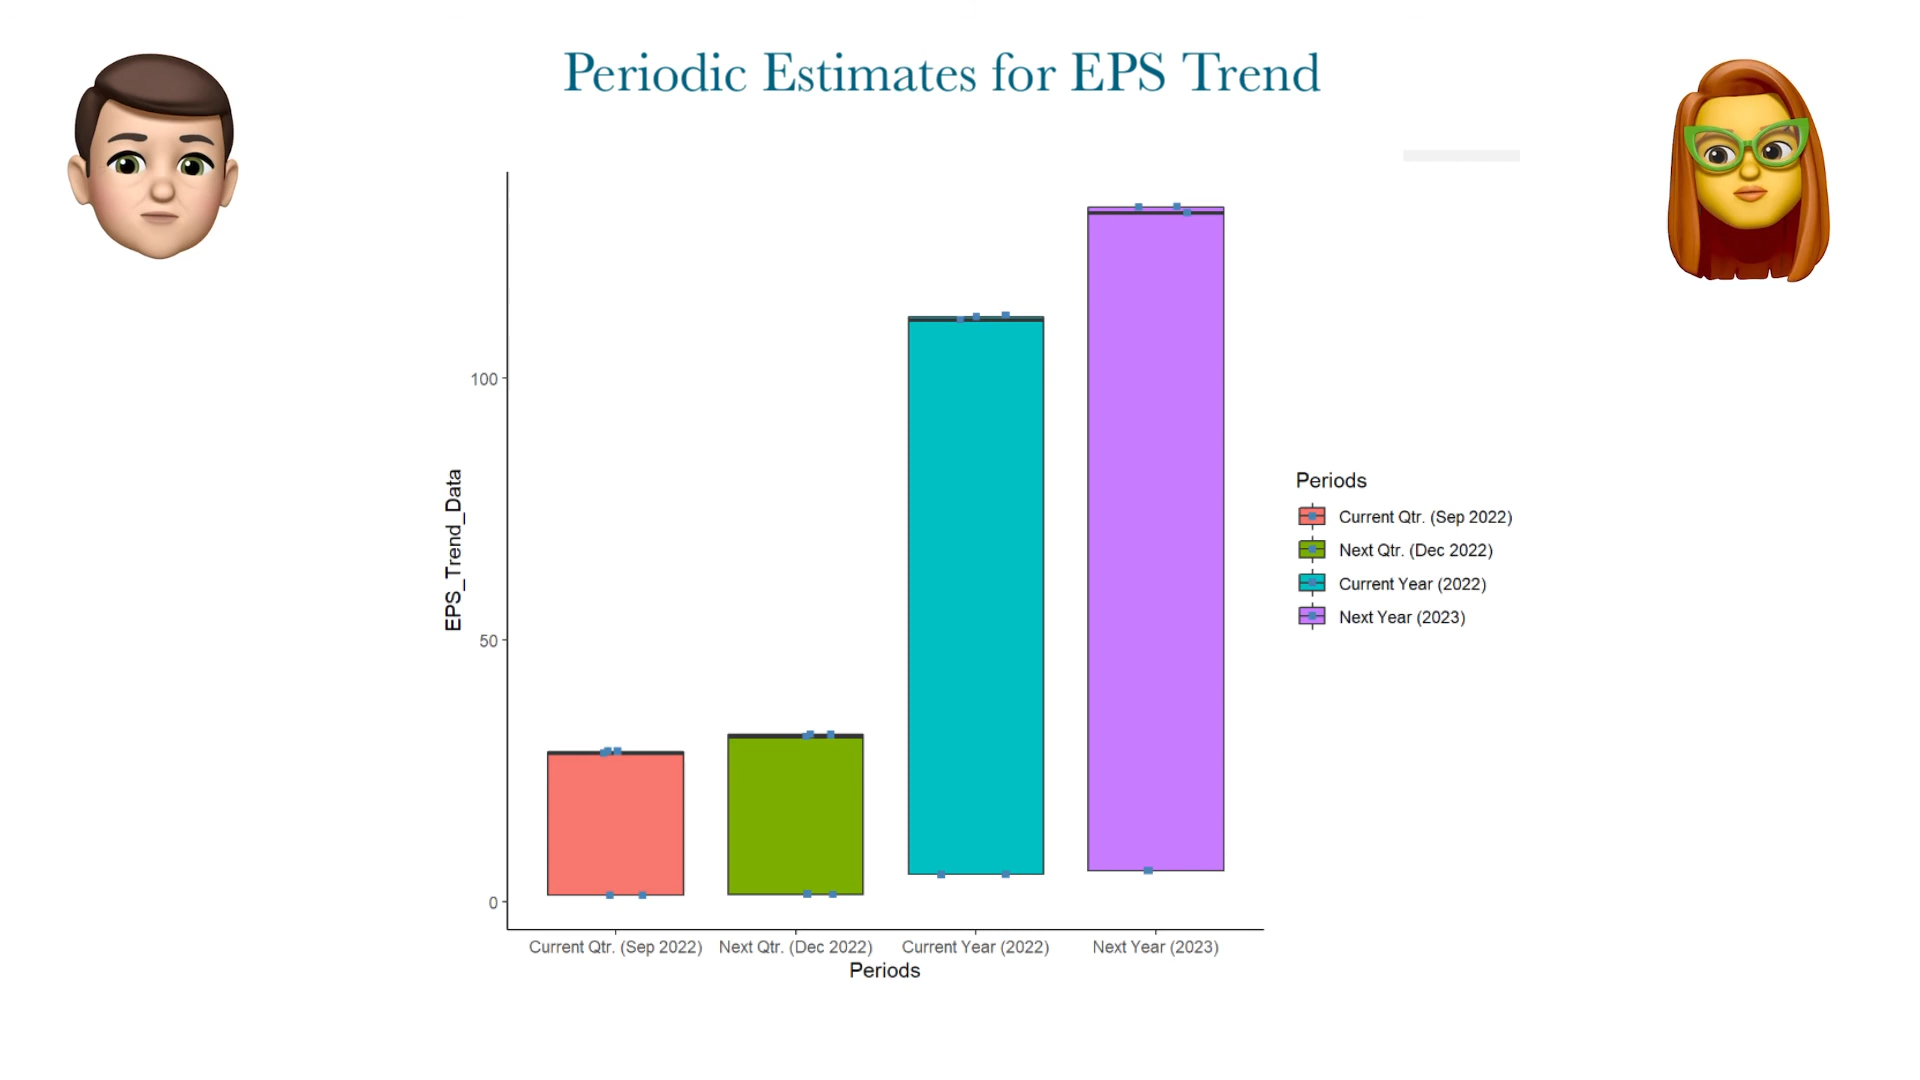 Periodic Estimates for EPS Trend
100
50
0
EPS_Trend_Data
Current Qtr. (Sep 2022) Next Qtr. (Dec 2022) Current Year (2022) Next Year (2023)
Periods
Periods
Current Qtr. (Sep 2022)
Next Qtr. (Dec 2022)
Current Year (2022)
Next Year (2023)